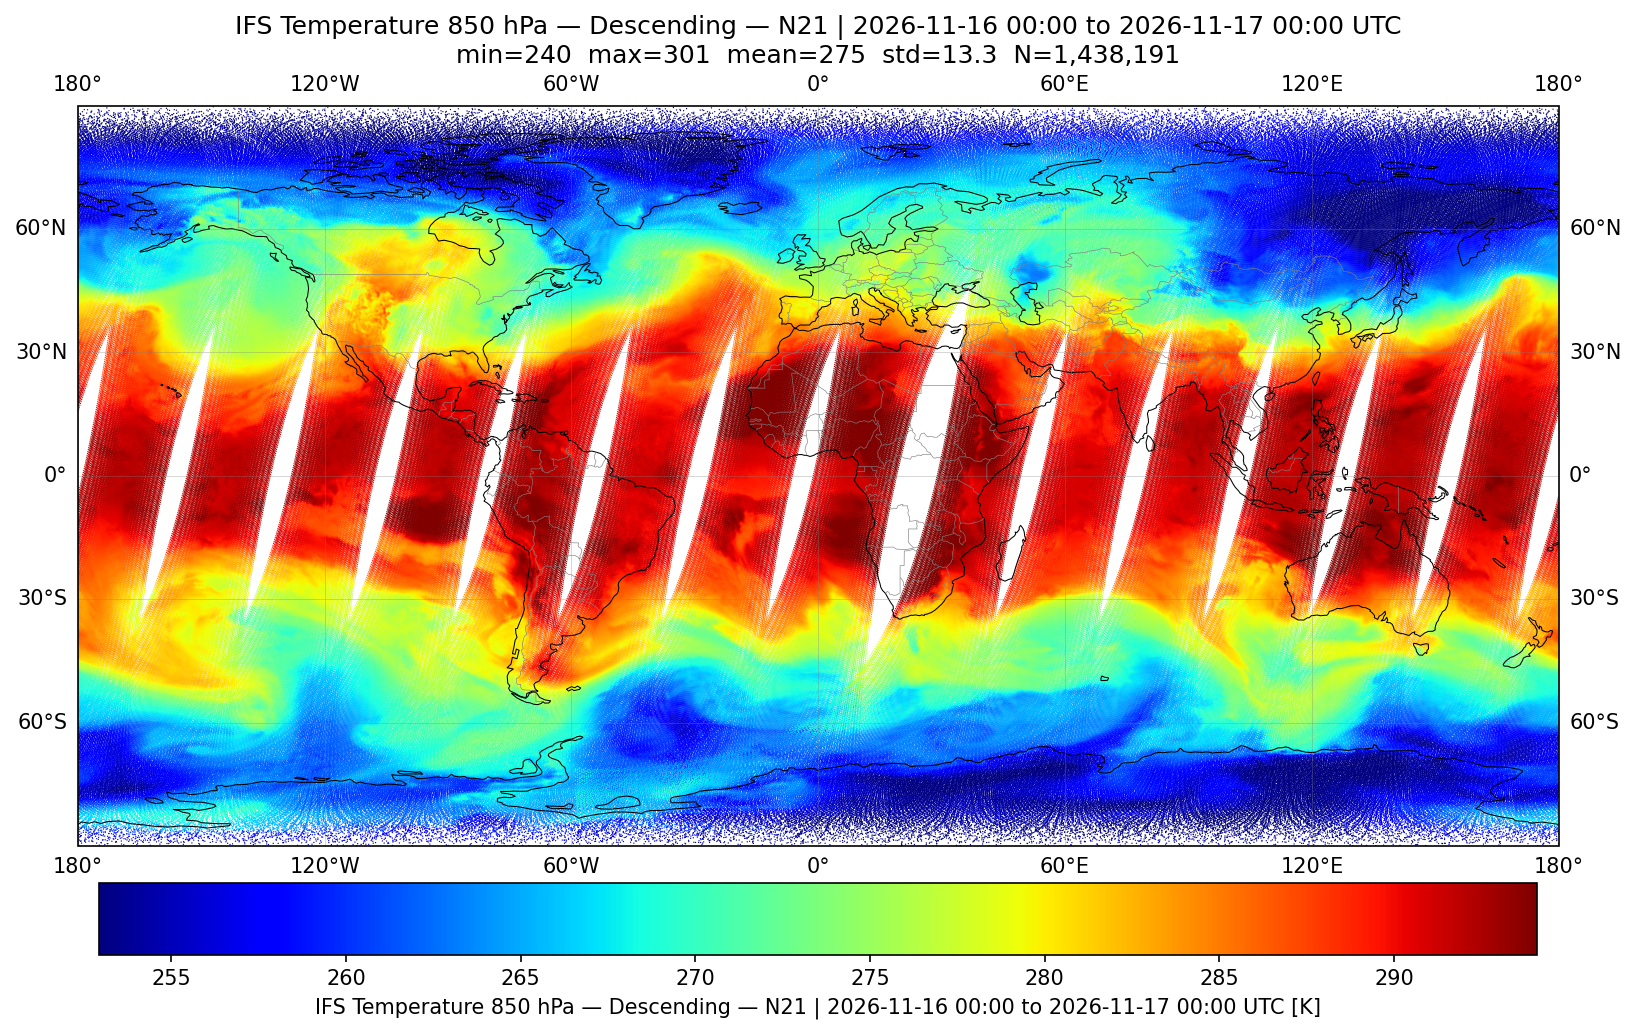 IFS Temperature 850 hPa — Descending — N21 | 2026-11-16 00:00 to 2026-11-17 00:00 UTC
min=240  max=301  mean=275  std=13.3  N=1,438,191
180° 120°W 60°W 0° 60°E 120°E 180°
60°N 60°N
30°N 30°N
0° 0°
30°S 30°S
60°S 60°S
180° 120°W 60°W 0° 60°E 120°E 180°
255 260 265 270 275 280 285 290
IFS Temperature 850 hPa — Descending — N21 | 2026-11-16 00:00 to 2026-11-17 00:00 UTC [K]